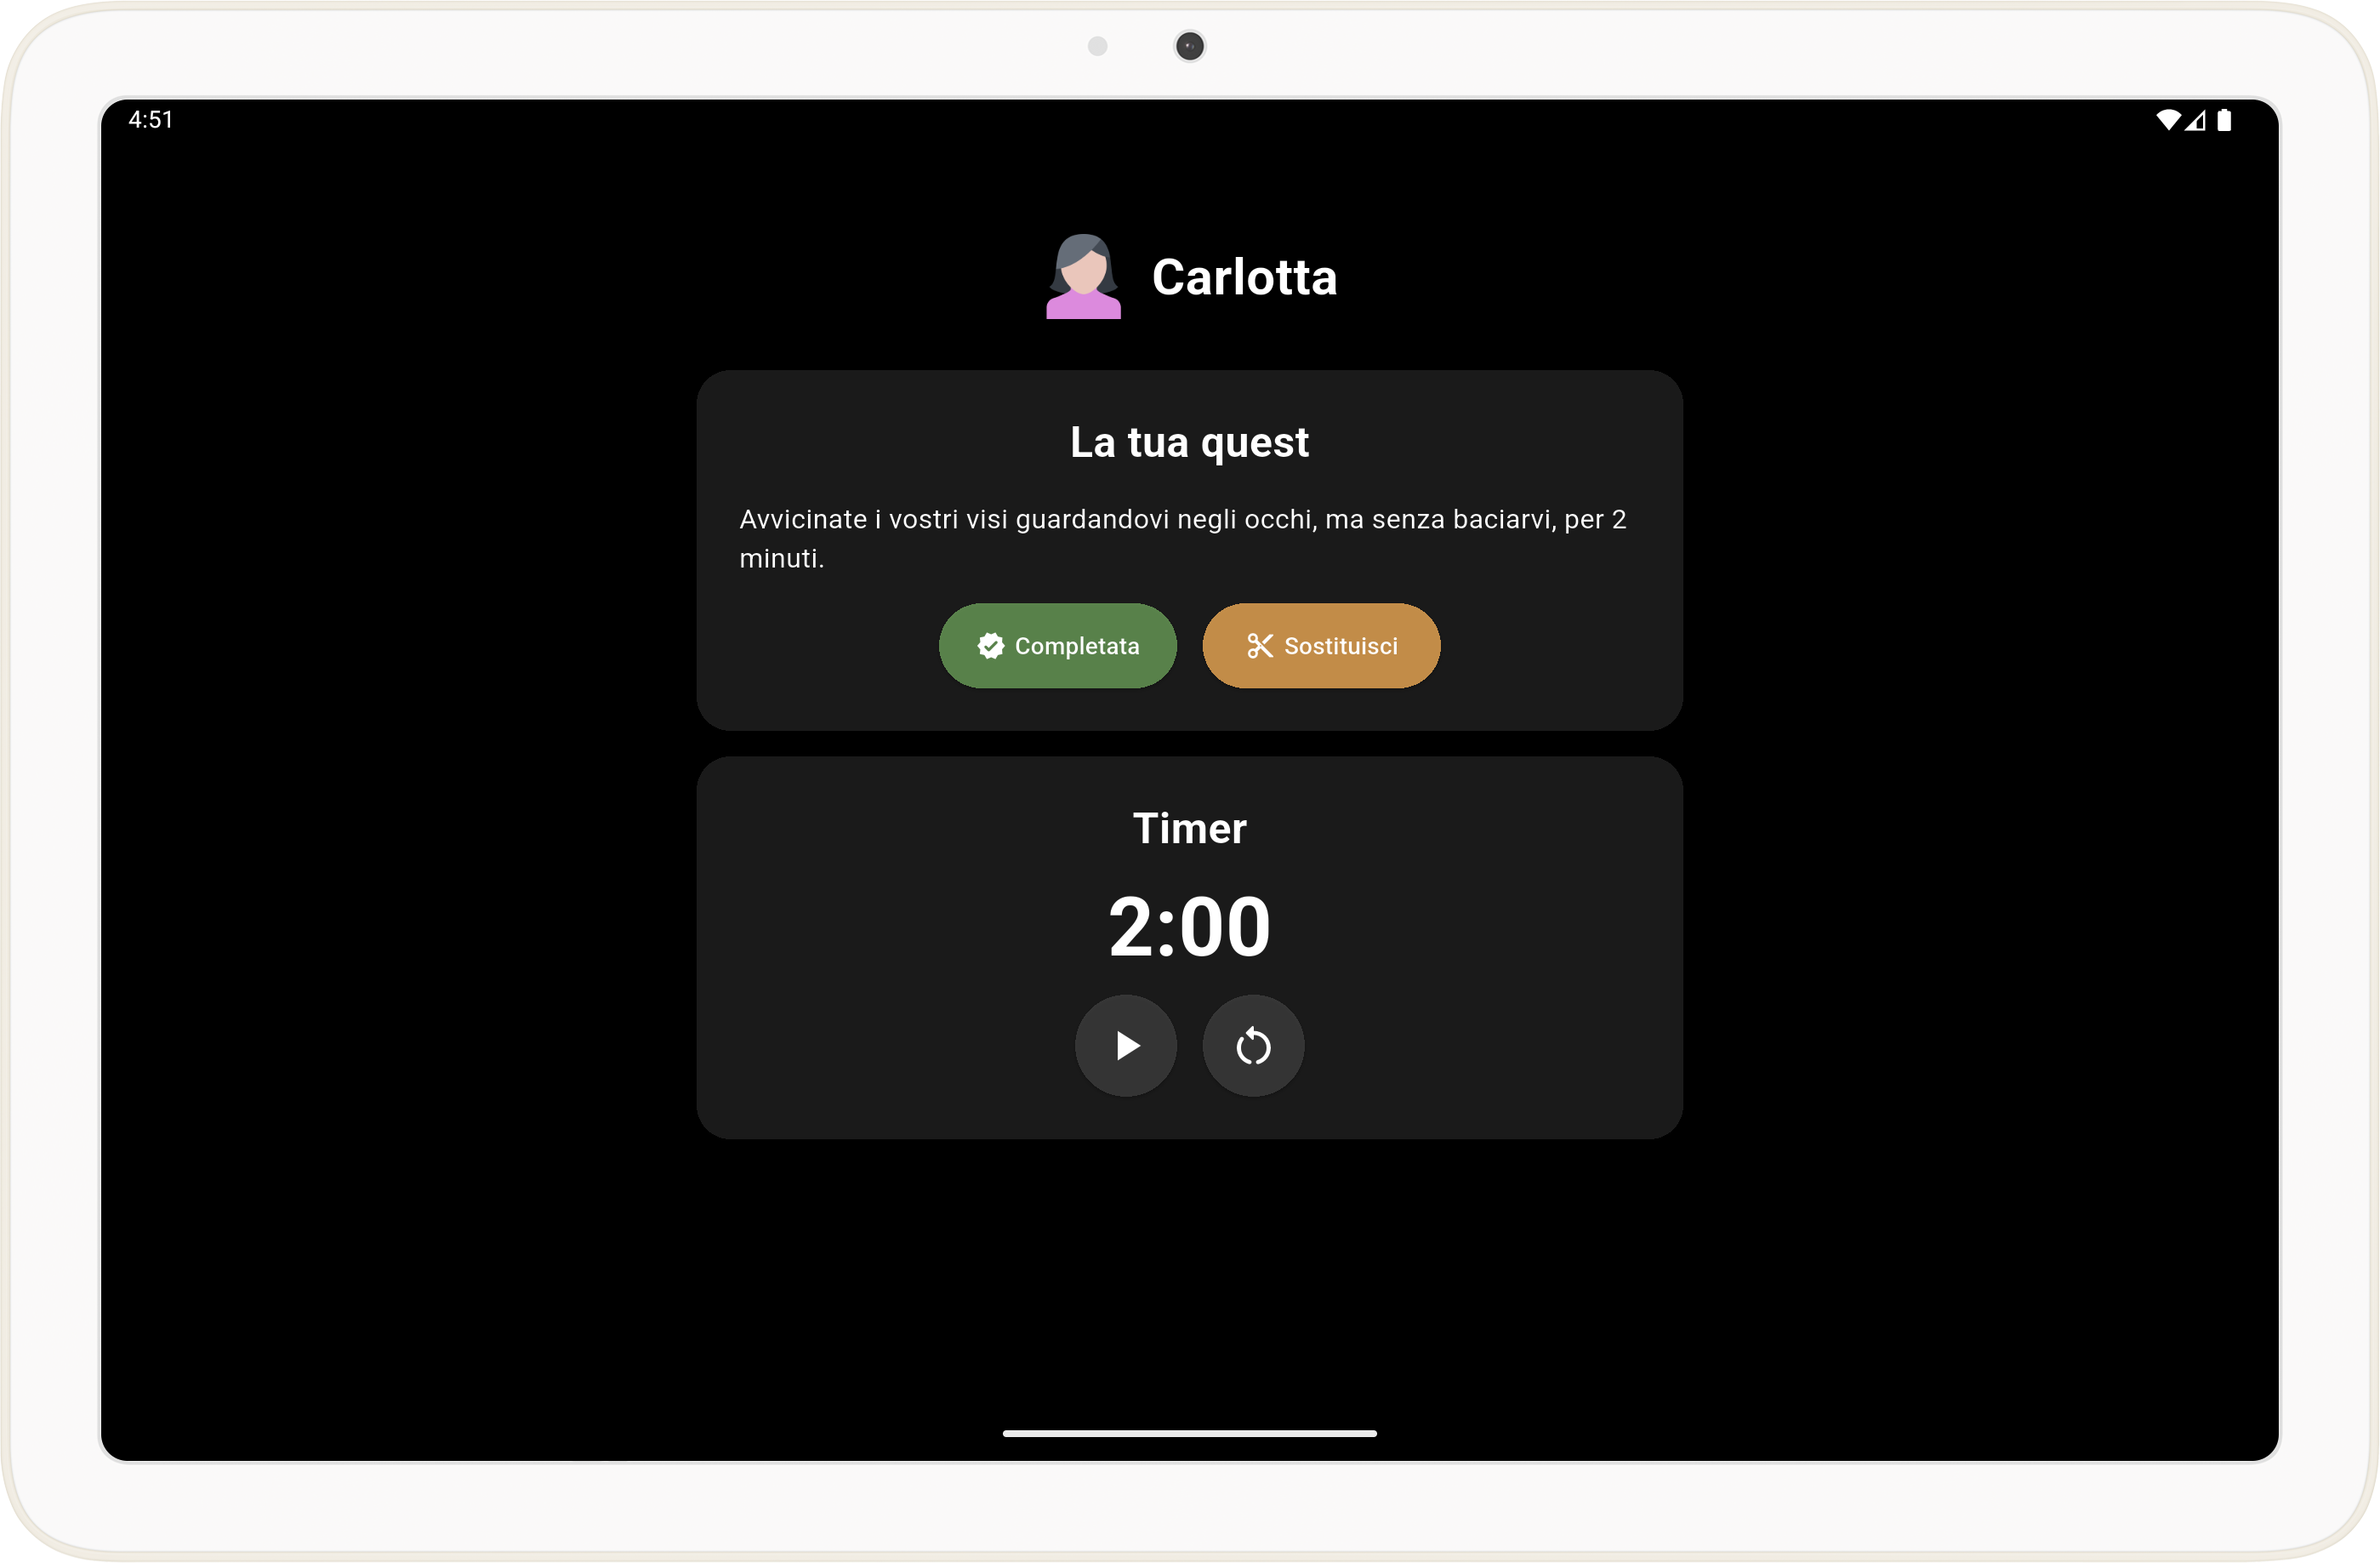 4:51
Carlotta
La tua quest
Avvicinate i vostri visi guardandovi negli occhi, ma senza baciarvi, per 2
minuti.
Completata
Sostituisci
Timer
2:00